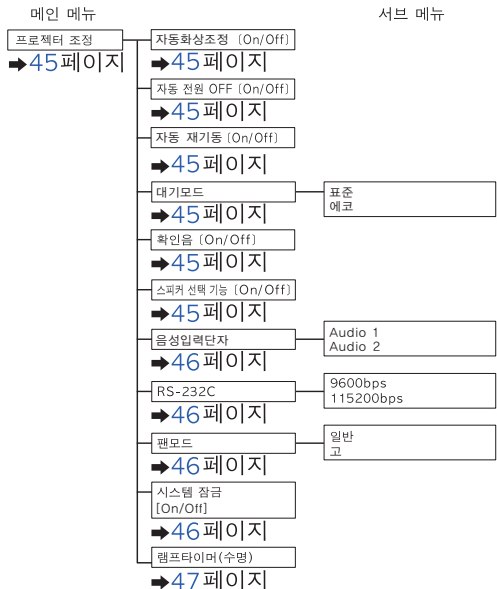 메인 메뉴
서브 메뉴
프로젝터 조정
➡45페이지
자동화상조정 (On/Off)
➡45페이지
자동 전원 OFF (On/Off)
➡45페이지
자동 재기동 (On/Off)
➡45페이지
대기모드
➡45페이지
표준
에코
확인음 (On/Off)
➡45페이지
스피커 선택 기능 (On/Off)
➡45페이지
음성입력단자
➡46페이지
Audio 1
Audio 2
RS-232C
➡46페이지
9600bps
115200bps
팬모드
➡46페이지
일반
고
시스템 잠금
[On/Off]
➡46페이지
램프타이머(수명)
➡47페이지